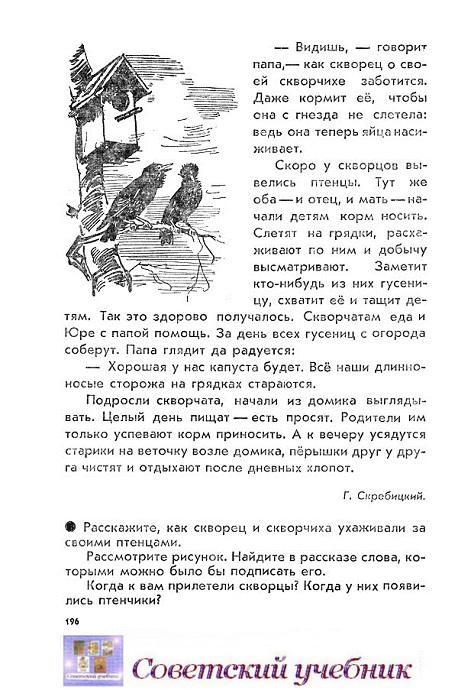 — Видишь, — говорит
папа,— как скворец о сво-
ей скворчихе заботится.
Даже кормит её, чтобы
она с гнезда не слетела:
ведь она теперь яйца наси-
живает.
Скоро у скворцов вы-
велись птенцы. Тут же
оба — и отец, и мать — на-
чали детям корм носить.
Слетят на грядки, расха-
живают по ним и добычу
высматривают. Заметит
кто-нибудь из них гусени-
цу, схватит её и тащит де-
тям. Так это здорово получалось. Скворчатам еда и
Юре с папой помощь. За день всех гусениц с огорода
соберут. Папа глядит да радуется:
— Хорошая у нас капуста будет. Всё наши длинно-
носые сторожа на грядках стараются.
Подросли скворчата, начали из домика выгляды-
вать. Целый день пищат — есть просят. Родители им
только успевают корм приносить. А к вечеру усядутся
старики на веточку возле домика, пёрышки друг у дру-
га чистят и отдыхают после дневных хлопот.
Г. Скребицкий.
● Расскажите, как скворец и скворчиха ухаживали за
своими птенцами.
Рассмотрите рисунок. Найдите в рассказе слова, ко-
торыми можно было бы подписать его.
Когда к вам прилетели скворцы? Когда у них появи-
лись птенчики?
196
Советский учебник
Советский учебник